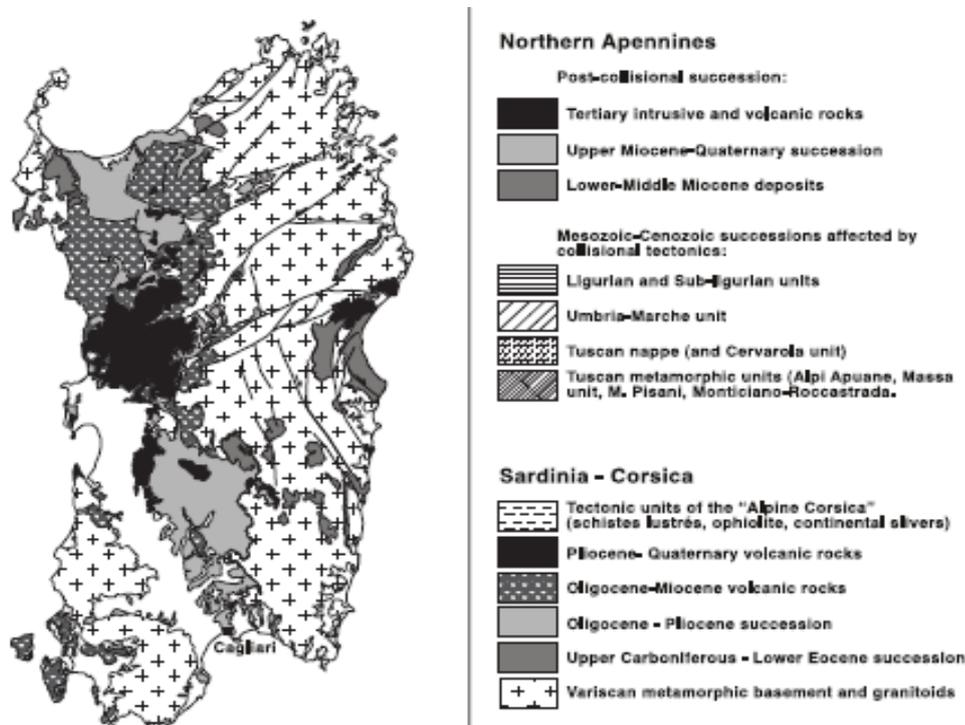 Cagliari
Northern Apennines
Post-collisional succession:
Tertiary intrusive and volcanic rocks
Upper Miocene-Quaternary succession
Lower-Middle Miocene deposits
Mesozoic-Cenozoic successions affected by
collisional tectonics:
Ligurian and Sub-ligurian units
Umbria-Marche unit
Tuscan nappe (and Cervarola unit)
Tuscan metamorphic units (Alpi Apuane, Massa
unit, M. Pisani, Monticiano-Roccastrada.
Sardinia - Corsica
Tectonic units of the "Alpine Corsica"
(schistes lustrés, ophiolite, continental slivers)
Pliocene- Quaternary volcanic rocks
Oligocene-Miocene volcanic rocks
Oligocene - Pliocene succession
Upper Carboniferous - Lower Eocene succession
Variscan metamorphic basement and granitoids